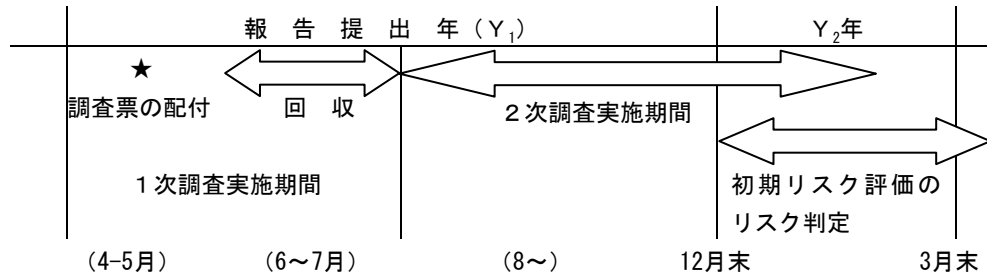 報 告 提 出 年（Y₁） Y₂年
★
調査票の配付 回 収 ２次調査実施期間
１次調査実施期間 初期リスク評価の
リスク判定
(4-5月) (6～7月) (8～) 12月末 3月末